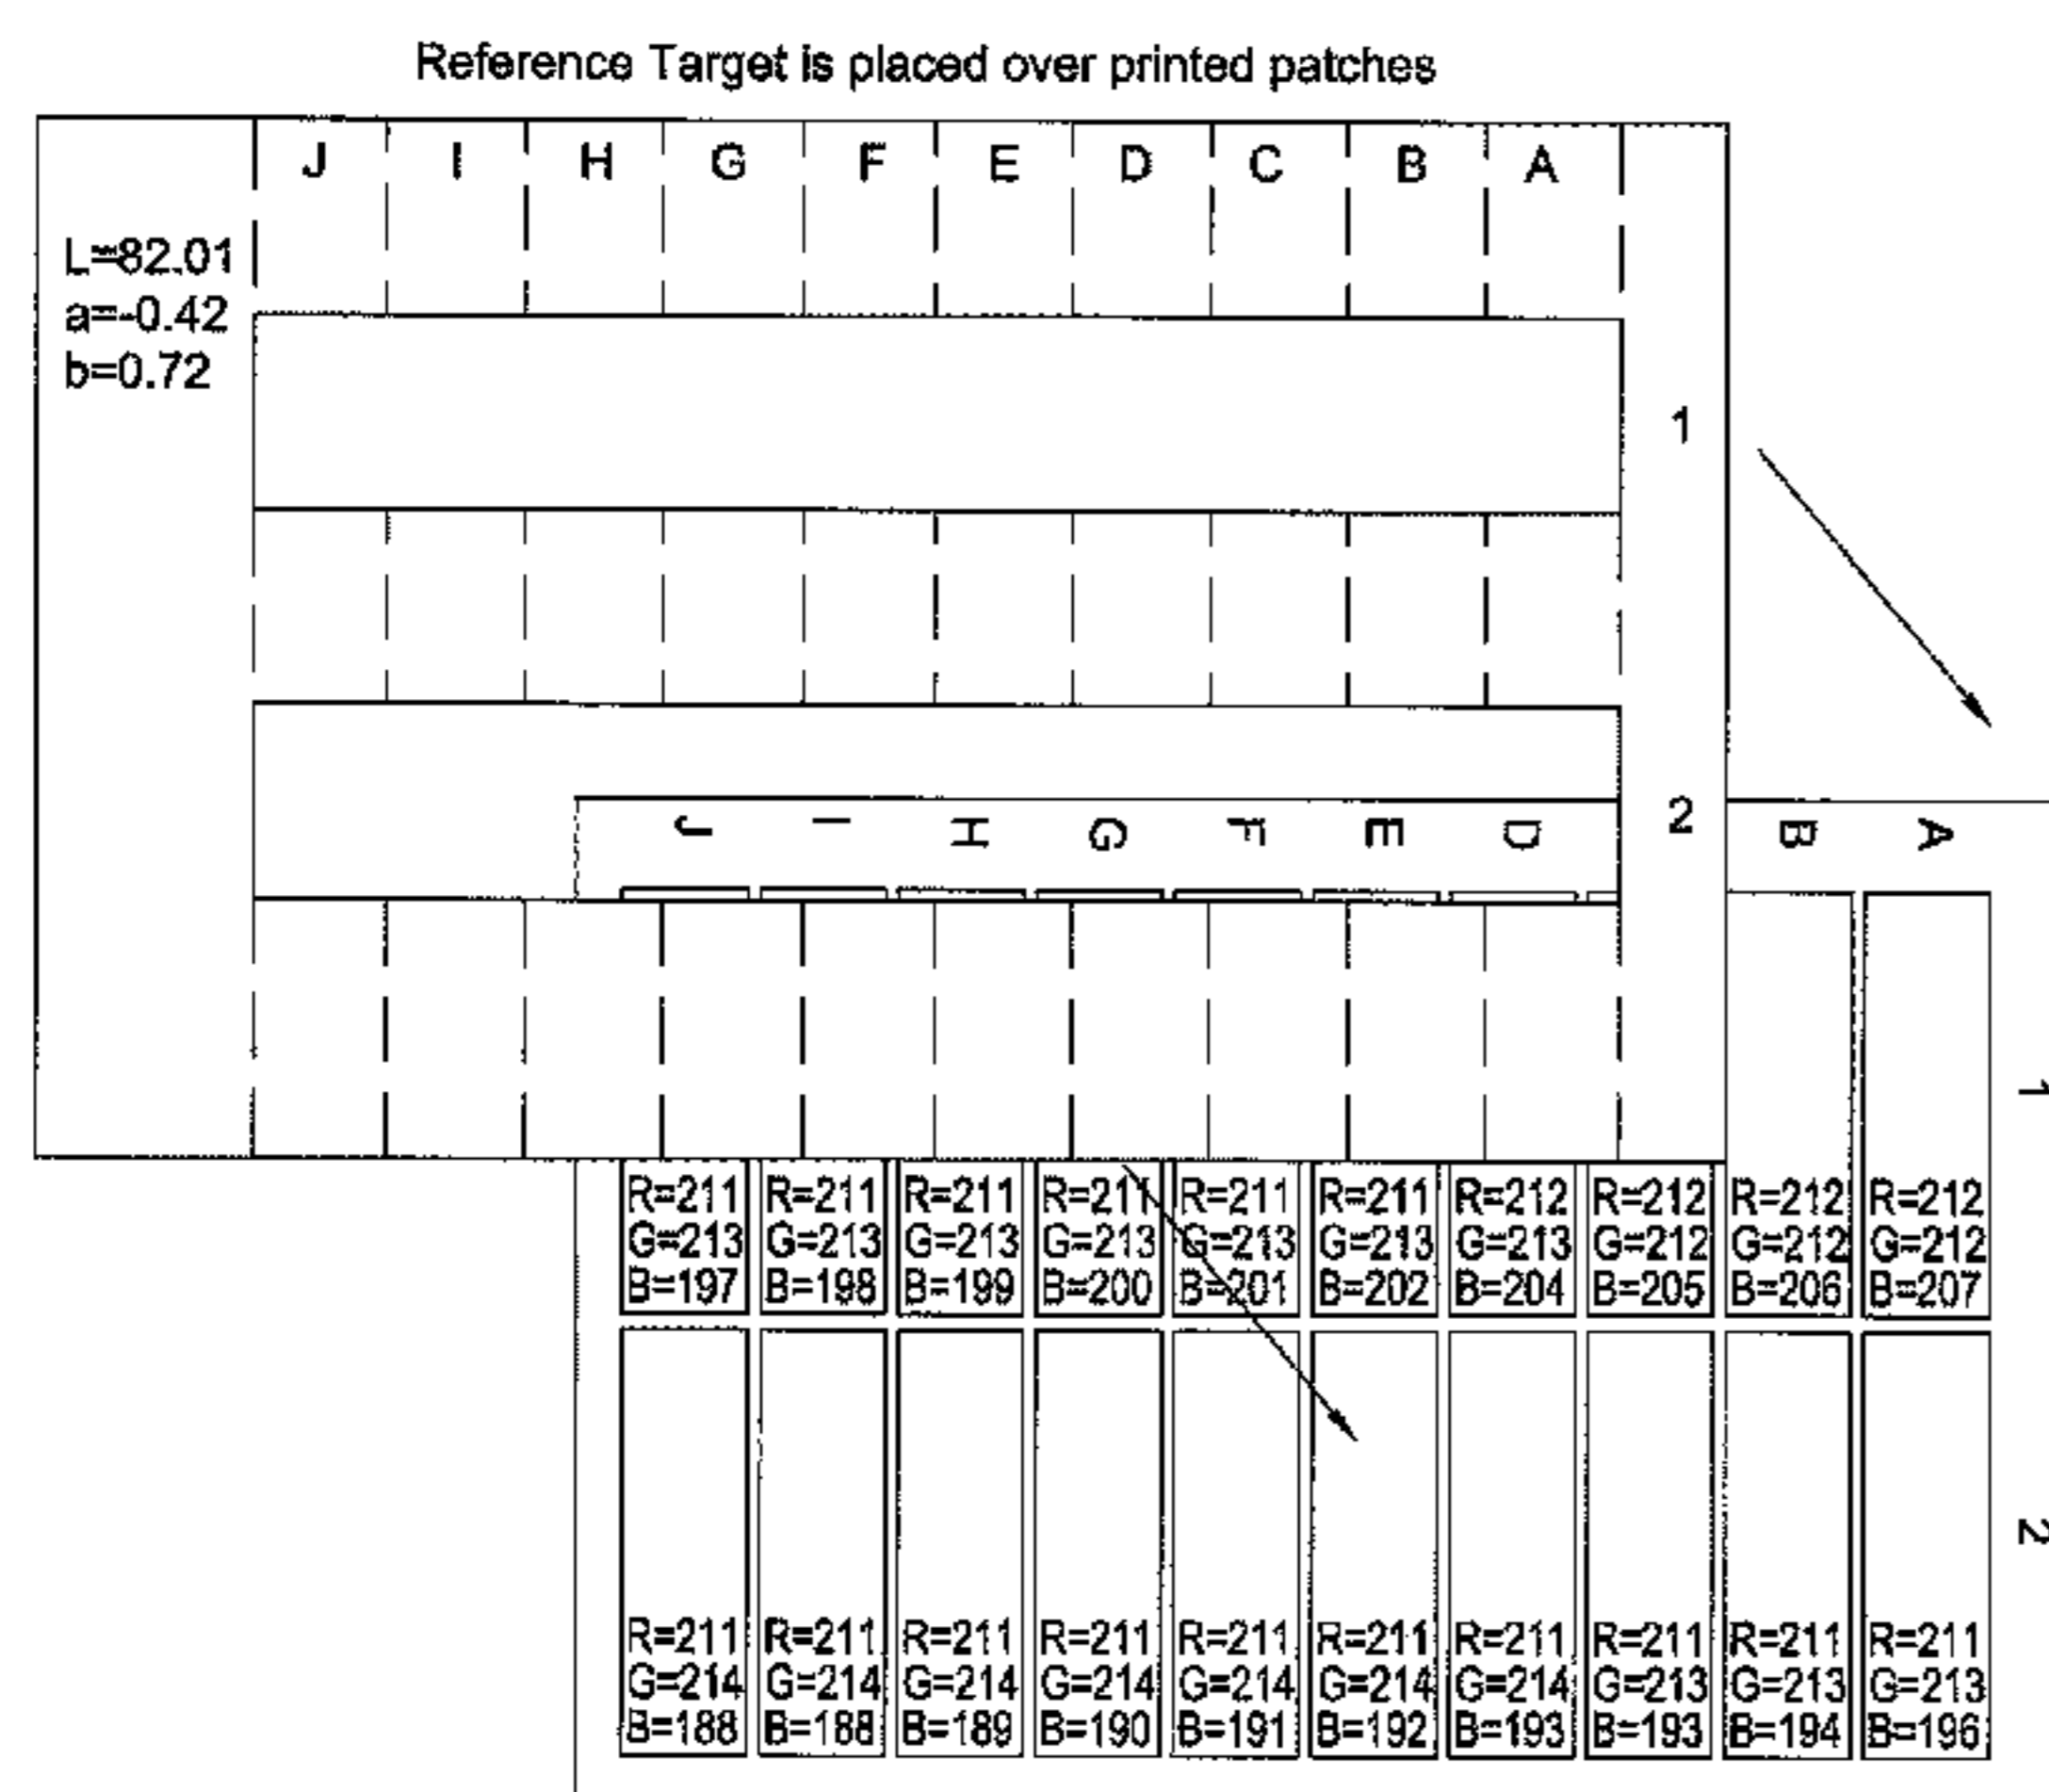 Reference Target is placed over printed patches
J I H G F E D C B A
L=82.01
a=-0.42
b=0.72
1
2
J I H G F E D B A
1
R=211 R=211 R=211 R=211 R=211 R=211 R=212 R=212 R=212 R=212
G=213 G=213 G=213 G=213 G=213 G=213 G=213 G=212 G=212 G=212
B=197 B=198 B=199 B=200 B=201 B=202 B=204 B=205 B=206 B=207
2
R=211 R=211 R=211 R=211 R=211 R=211 R=211 R=211 R=211 R=211
G=214 G=214 G=214 G=214 G=214 G=214 G=214 G=213 G=213 G=213
B=188 B=188 B=189 B=190 B=191 B=192 B=193 B=193 B=194 B=196